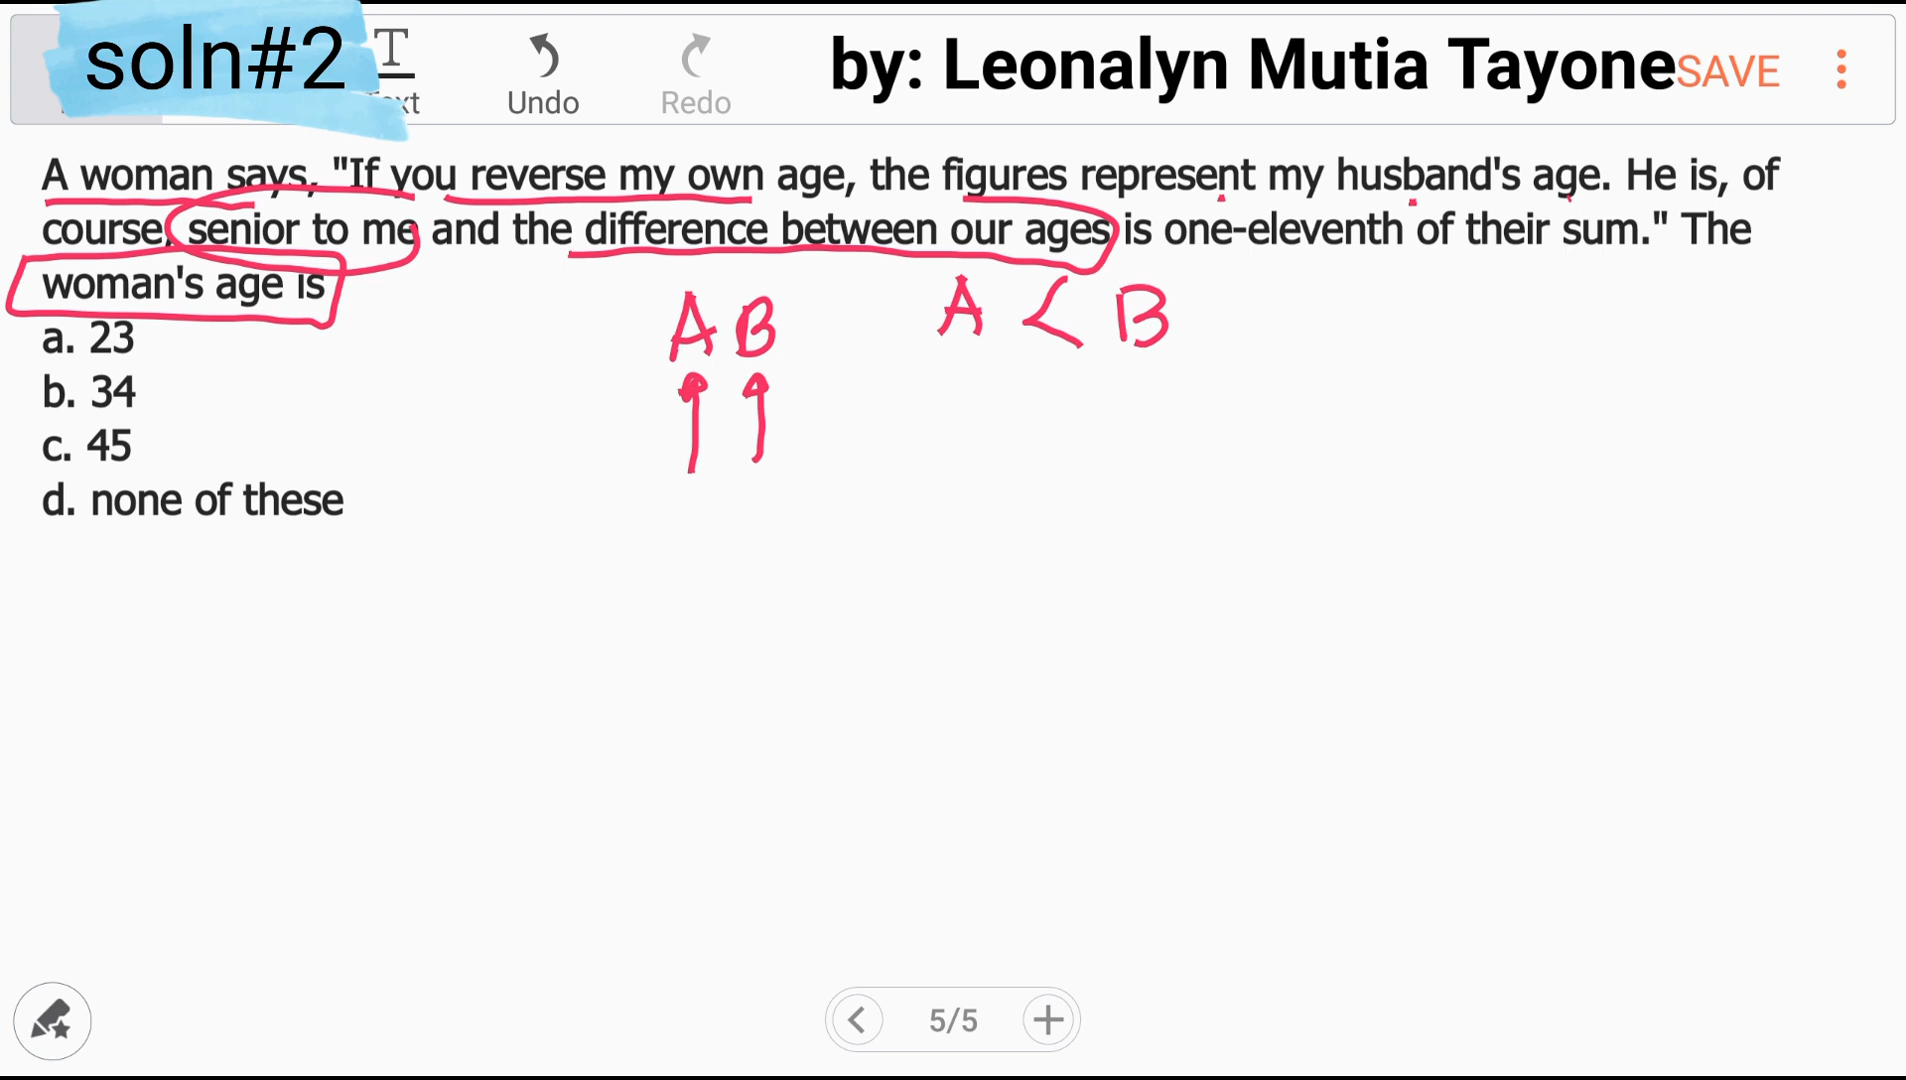 soln#2
T
Undo
Redo
by: Leonalyn Mutia Tayone
SAVE
A woman says, "If you reverse my own age, the figures represent my husband's age. He is, of
course, senior to me and the difference between our ages is one-eleventh of their sum." The
woman's age is
A B
A < B
a. 23
b. 34
c. 45
d. none of these
5/5